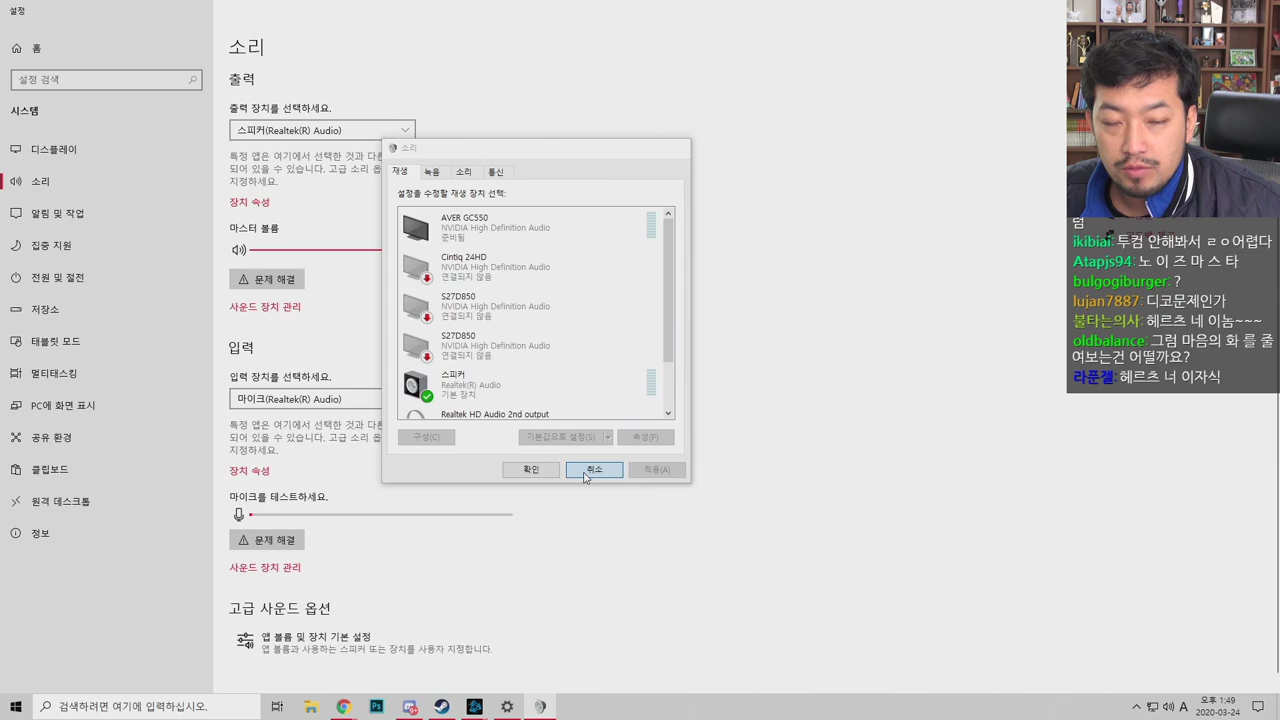 설정
홈
설정 검색
시스템
디스플레이
소리
알림 및 작업
집중 지원
전원 및 절전
저장소
태블릿 모드
멀티태스킹
PC에 화면 표시
공유 환경
클립보드
원격 데스크톱
정보
소리
출력
출력 장치를 선택하세요.
스피커(Realtek(R) Audio)
특정 앱은 여기에서 선택한 것과 다른
되어 있을 수 있습니다. 고급 소리 옵
지정하세요.
장치 속성
마스터 볼륨
문제 해결
사운드 장치 관리
입력
입력 장치를 선택하세요.
마이크(Realtek(R) Audio)
특정 앱은 여기에서 선택한 것과 다른
되어 있을 수 있습니다. 고급 소리 옵
지정하세요.
장치 속성
마이크를 테스트하세요.
문제 해결
사운드 장치 관리
고급 사운드 옵션
앱 볼륨 및 장치 기본 설정
앱 볼륨과 사용하는 스피커 또는 장치를 사용자 지정합니다.
소리
재생 녹음 소리 통신
설정을 수정할 재생 장치 선택:
AVER GC550
NVIDIA High Definition Audio
준비됨
Cintiq 24HD
NVIDIA High Definition Audio
연결되지 않음
S27D850
NVIDIA High Definition Audio
연결되지 않음
S27D850
NVIDIA High Definition Audio
연결되지 않음
스피커
Realtek(R) Audio
기본 장치
Realtek HD Audio 2nd output
구성(C) 기본값으로 설정(S) 속성(P)
확인 취소 적용(A)
텀
ikibiai: 투컴 안해봐서 ㄹㅇ어렵다
Atapjs94: 노 이 즈 마 스 타
bulgogiburger: ?
lujan7887: 디코문제인가
불타는의사: 헤르츠 네 이놈~~~
oldbalance: 그럼 마음의 화 를 줄
여보는건 어떨까요?
라푼젤: 헤르츠 너 이자식
검색하려면 여기에 입력하십시오.
Ps
A
오후 1:49
2020-03-24